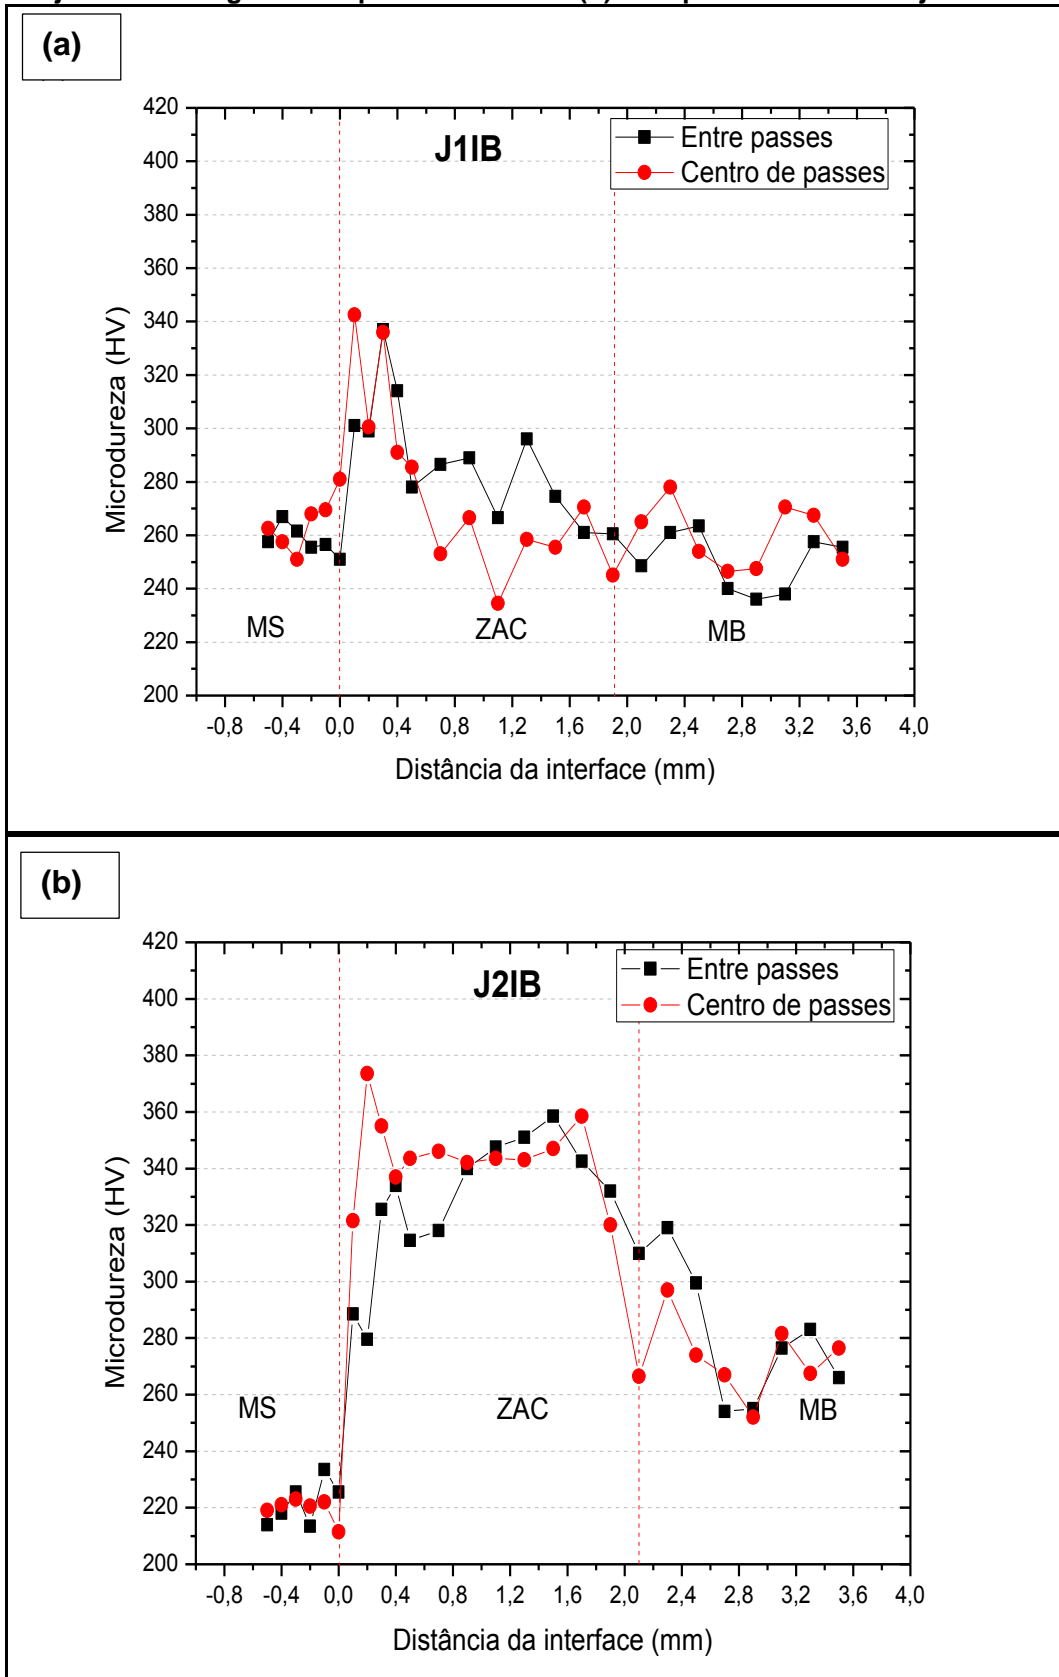 (a)
J1IB
Entre passes
Centro de passes
420
400
380
360
340
320
300
280
260
240
220
200
Microdureza (HV)
MS
ZAC
MB
-0,8 -0,4 0,0 0,4 0,8 1,2 1,6 2,0 2,4 2,8 3,2 3,6 4,0
Distância da interface (mm)
(b)
J2IB
Entre passes
Centro de passes
420
400
380
360
340
320
300
280
260
240
220
200
Microdureza (HV)
MS
ZAC
MB
-0,8 -0,4 0,0 0,4 0,8 1,2 1,6 2,0 2,4 2,8 3,2 3,6 4,0
Distância da interface (mm)